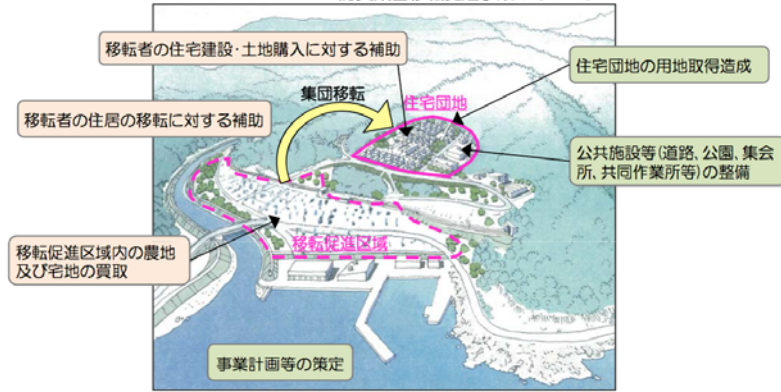 移転者の住宅建設・土地購入に対する補助
住宅団地の用地取得造成
集団移転
住宅団地
移転者の住居の移転に対する補助
公共施設等(道路、公園、集会
所、共同作業所等)の整備
移転促進区域
移転促進区域内の農地
及び宅地の買取
事業計画等の策定